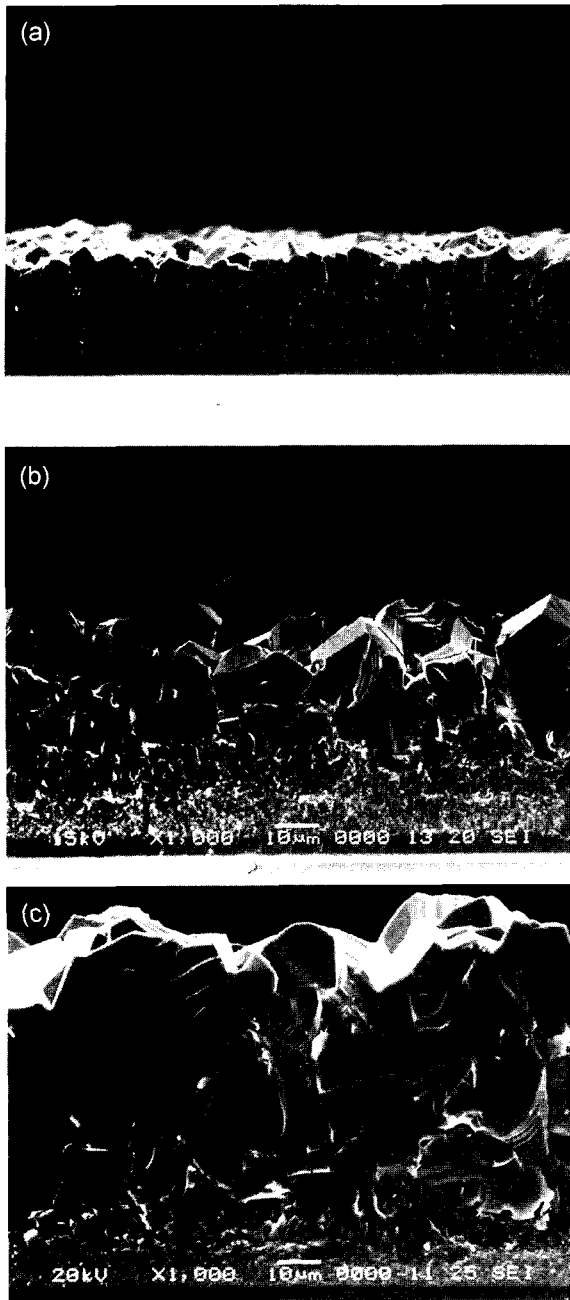 (a)
(b)
15kV X1,000 10μm 0000 13 20 SEI
(c)
20kV X1,000 10μm 0000 11 25 SEI